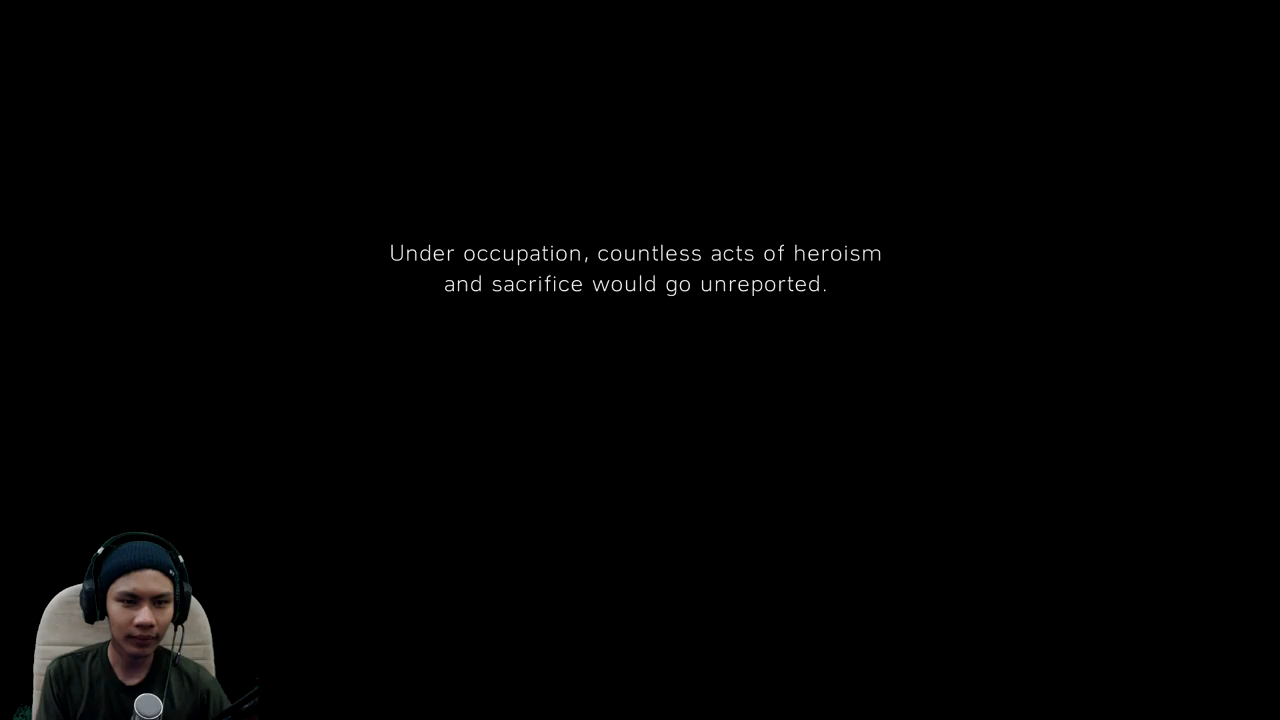 Under occupation, countless acts of heroism
and sacrifice would go unreported.